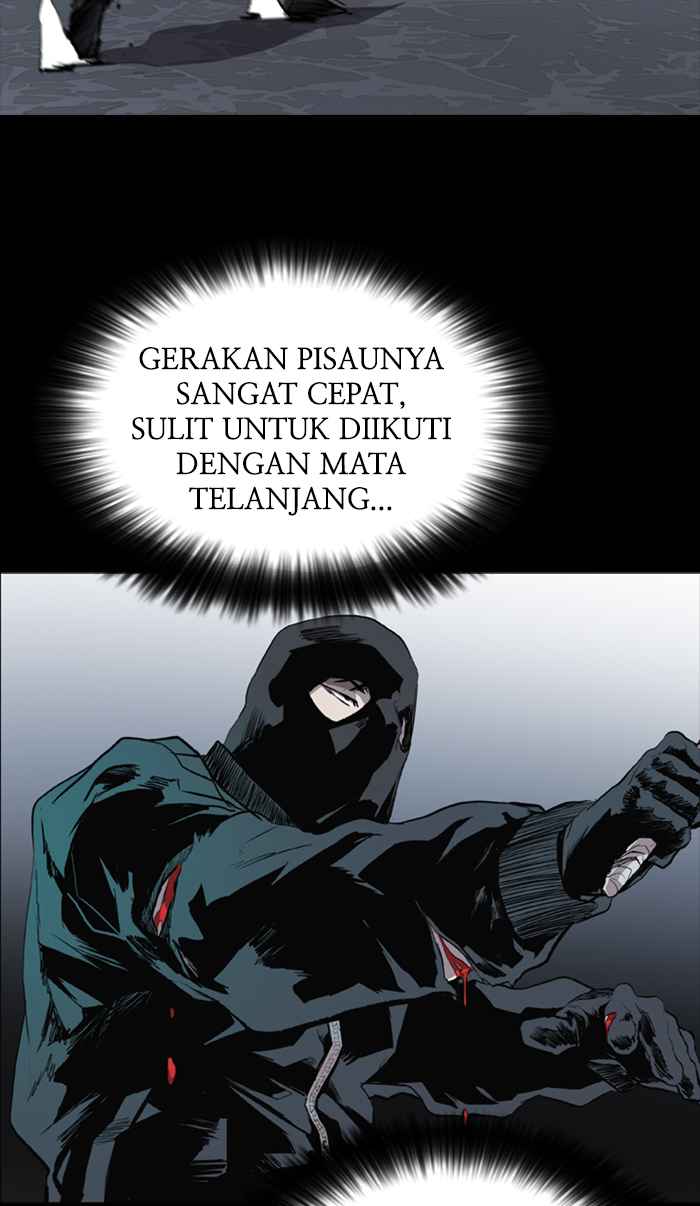 GERAKAN PISAUNYA
SANGAT CEPAT,
SULIT UNTUK DIIKUTI
DENGAN MATA
TELANJANG...